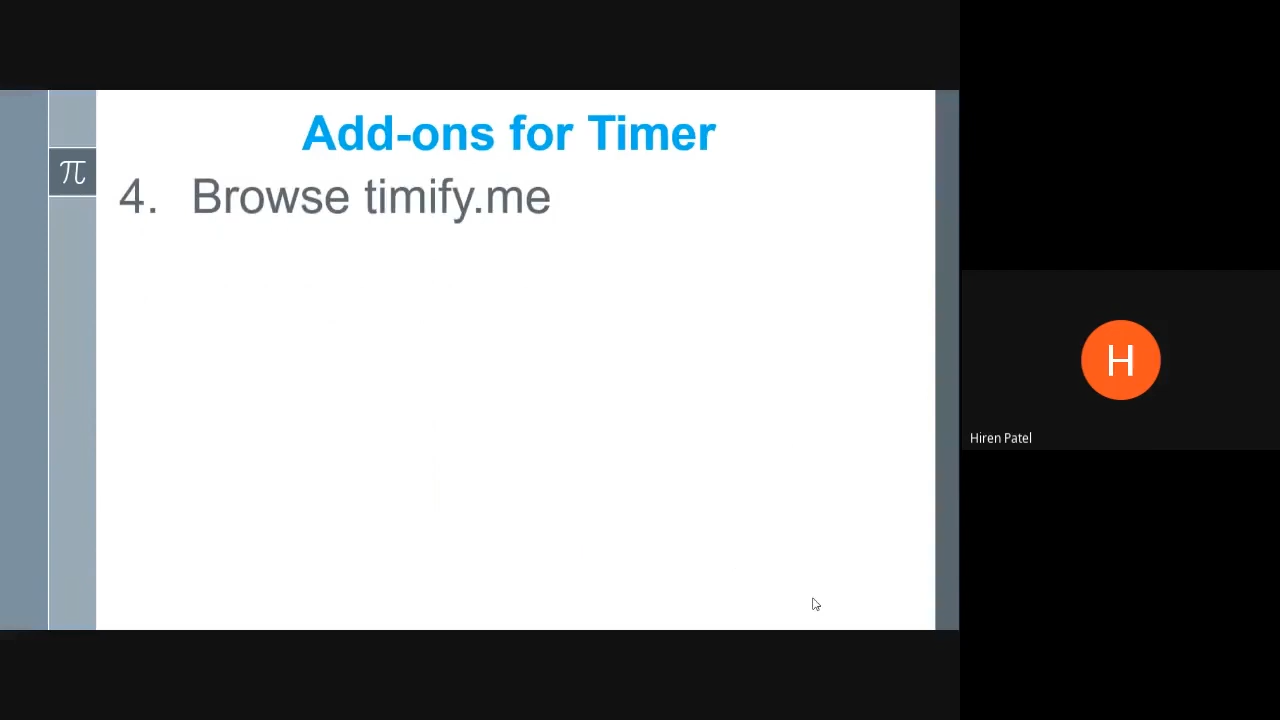 Add-ons for Timer
π
4. Browse timify.me
H
Hiren Patel